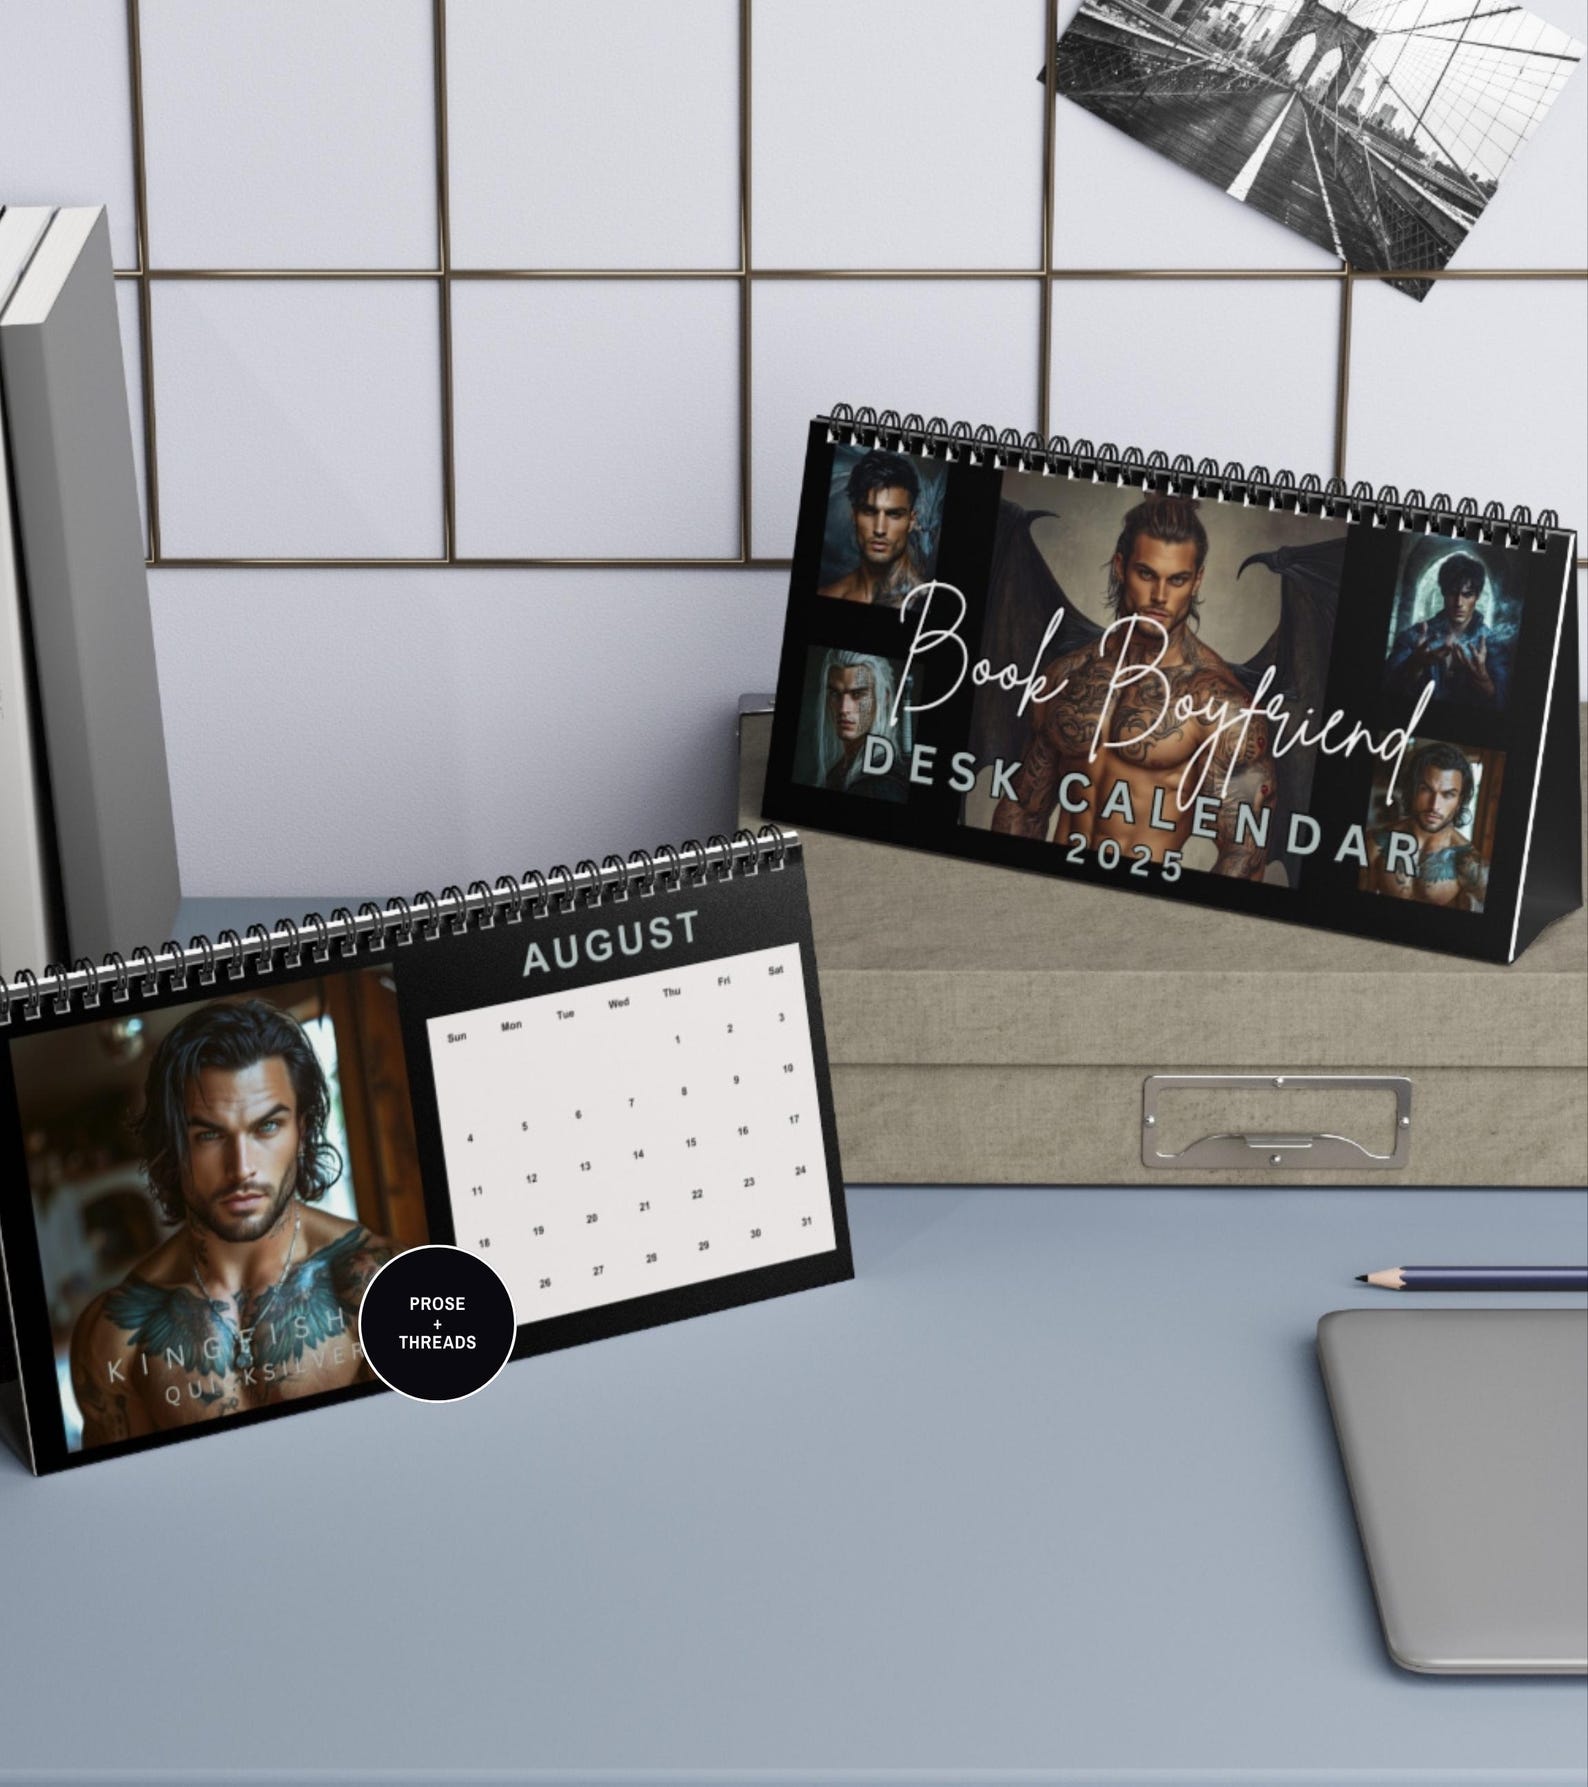 Book Boyfriend
DESK CALENDAR
2025
AUGUST
Sun Mon Tue Wed Thu Fri Sat
1 2 3
4 5 6 7 8 9 10
11 12 13 14 15 16 17
18 19 20 21 22 23 24
26 27 28 29 30 31
KINGFISH
QUICKSILVER
PROSE
+
THREADS